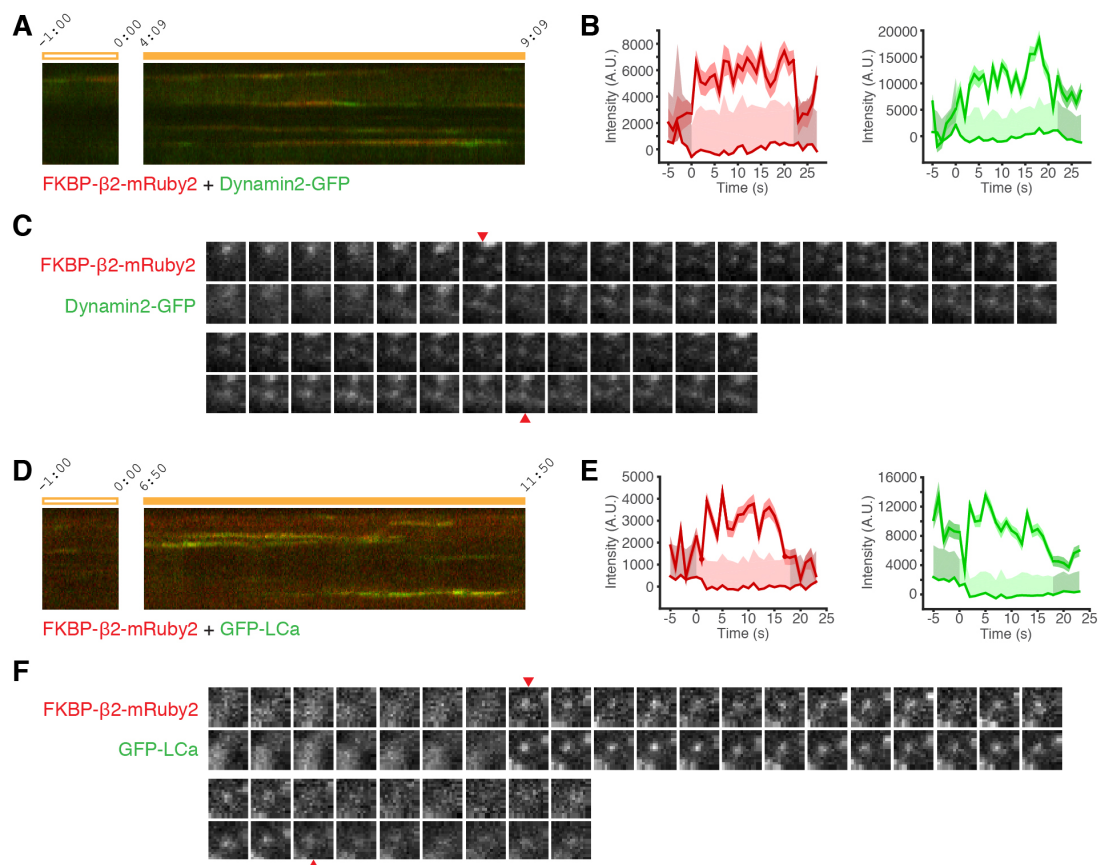 A
-1:00
0:00
4:09
9:09
FKBP-β2-mRuby2 + Dynamin2-GFP
B
8000
6000
4000
2000
0
Intensity (A.U.)
-5 0 5 10 15 20 25
Time (s)
20000
15000
10000
5000
0
Intensity (A.U.)
-5 0 5 10 15 20 25
Time (s)
C
FKBP-β2-mRuby2
Dynamin2-GFP
D
-1:00
0:00
6:50
11:50
FKBP-β2-mRuby2 + GFP-LCa
E
5000
4000
3000
2000
1000
0
Intensity (A.U.)
-5 0 5 10 15 20 25
Time (s)
16000
12000
8000
4000
0
Intensity (A.U.)
-5 0 5 10 15 20 25
Time (s)
F
FKBP-β2-mRuby2
GFP-LCa